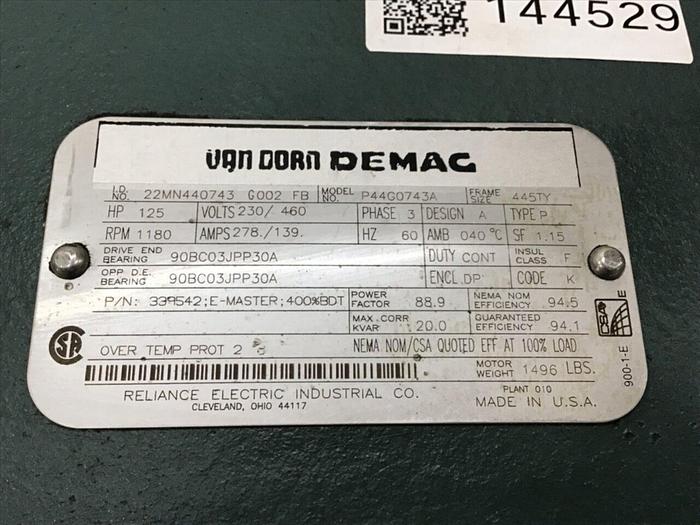 144529
VAN DORN DEMAG
I.D. NO. 22MN440743 G002 FB MODEL NO. P44G0743A FRAME SIZE 445TY
HP 125 VOLTS 230/ 460 PHASE 3 DESIGN A TYPE P
RPM 1180 AMPS 278./139. HZ 60 AMB 040 °C SF 1.15
DRIVE END BEARING 90BC03JPP30A DUTY CONT INSUL CLASS F
OPP D.E. BEARING 90BC03JPP30A ENCL. DP CODE K
P/N: 339542;E-MASTER;400%BDT POWER FACTOR 88.9 NEMA NOM EFFICIENCY 94.5
MAX. CORR KVAR 20.0 GUARANTEED EFFICIENCY 94.1
SA OVER TEMP PROT 2 NEMA NOM/CSA QUOTED EFF AT 100% LOAD
MOTOR WEIGHT 1496 LBS.
RELIANCE ELECTRIC INDUSTRIAL CO. PLANT 010
CLEVELAND, OHIO 44117 MADE IN U.S.A.
CSA E
900-1-E